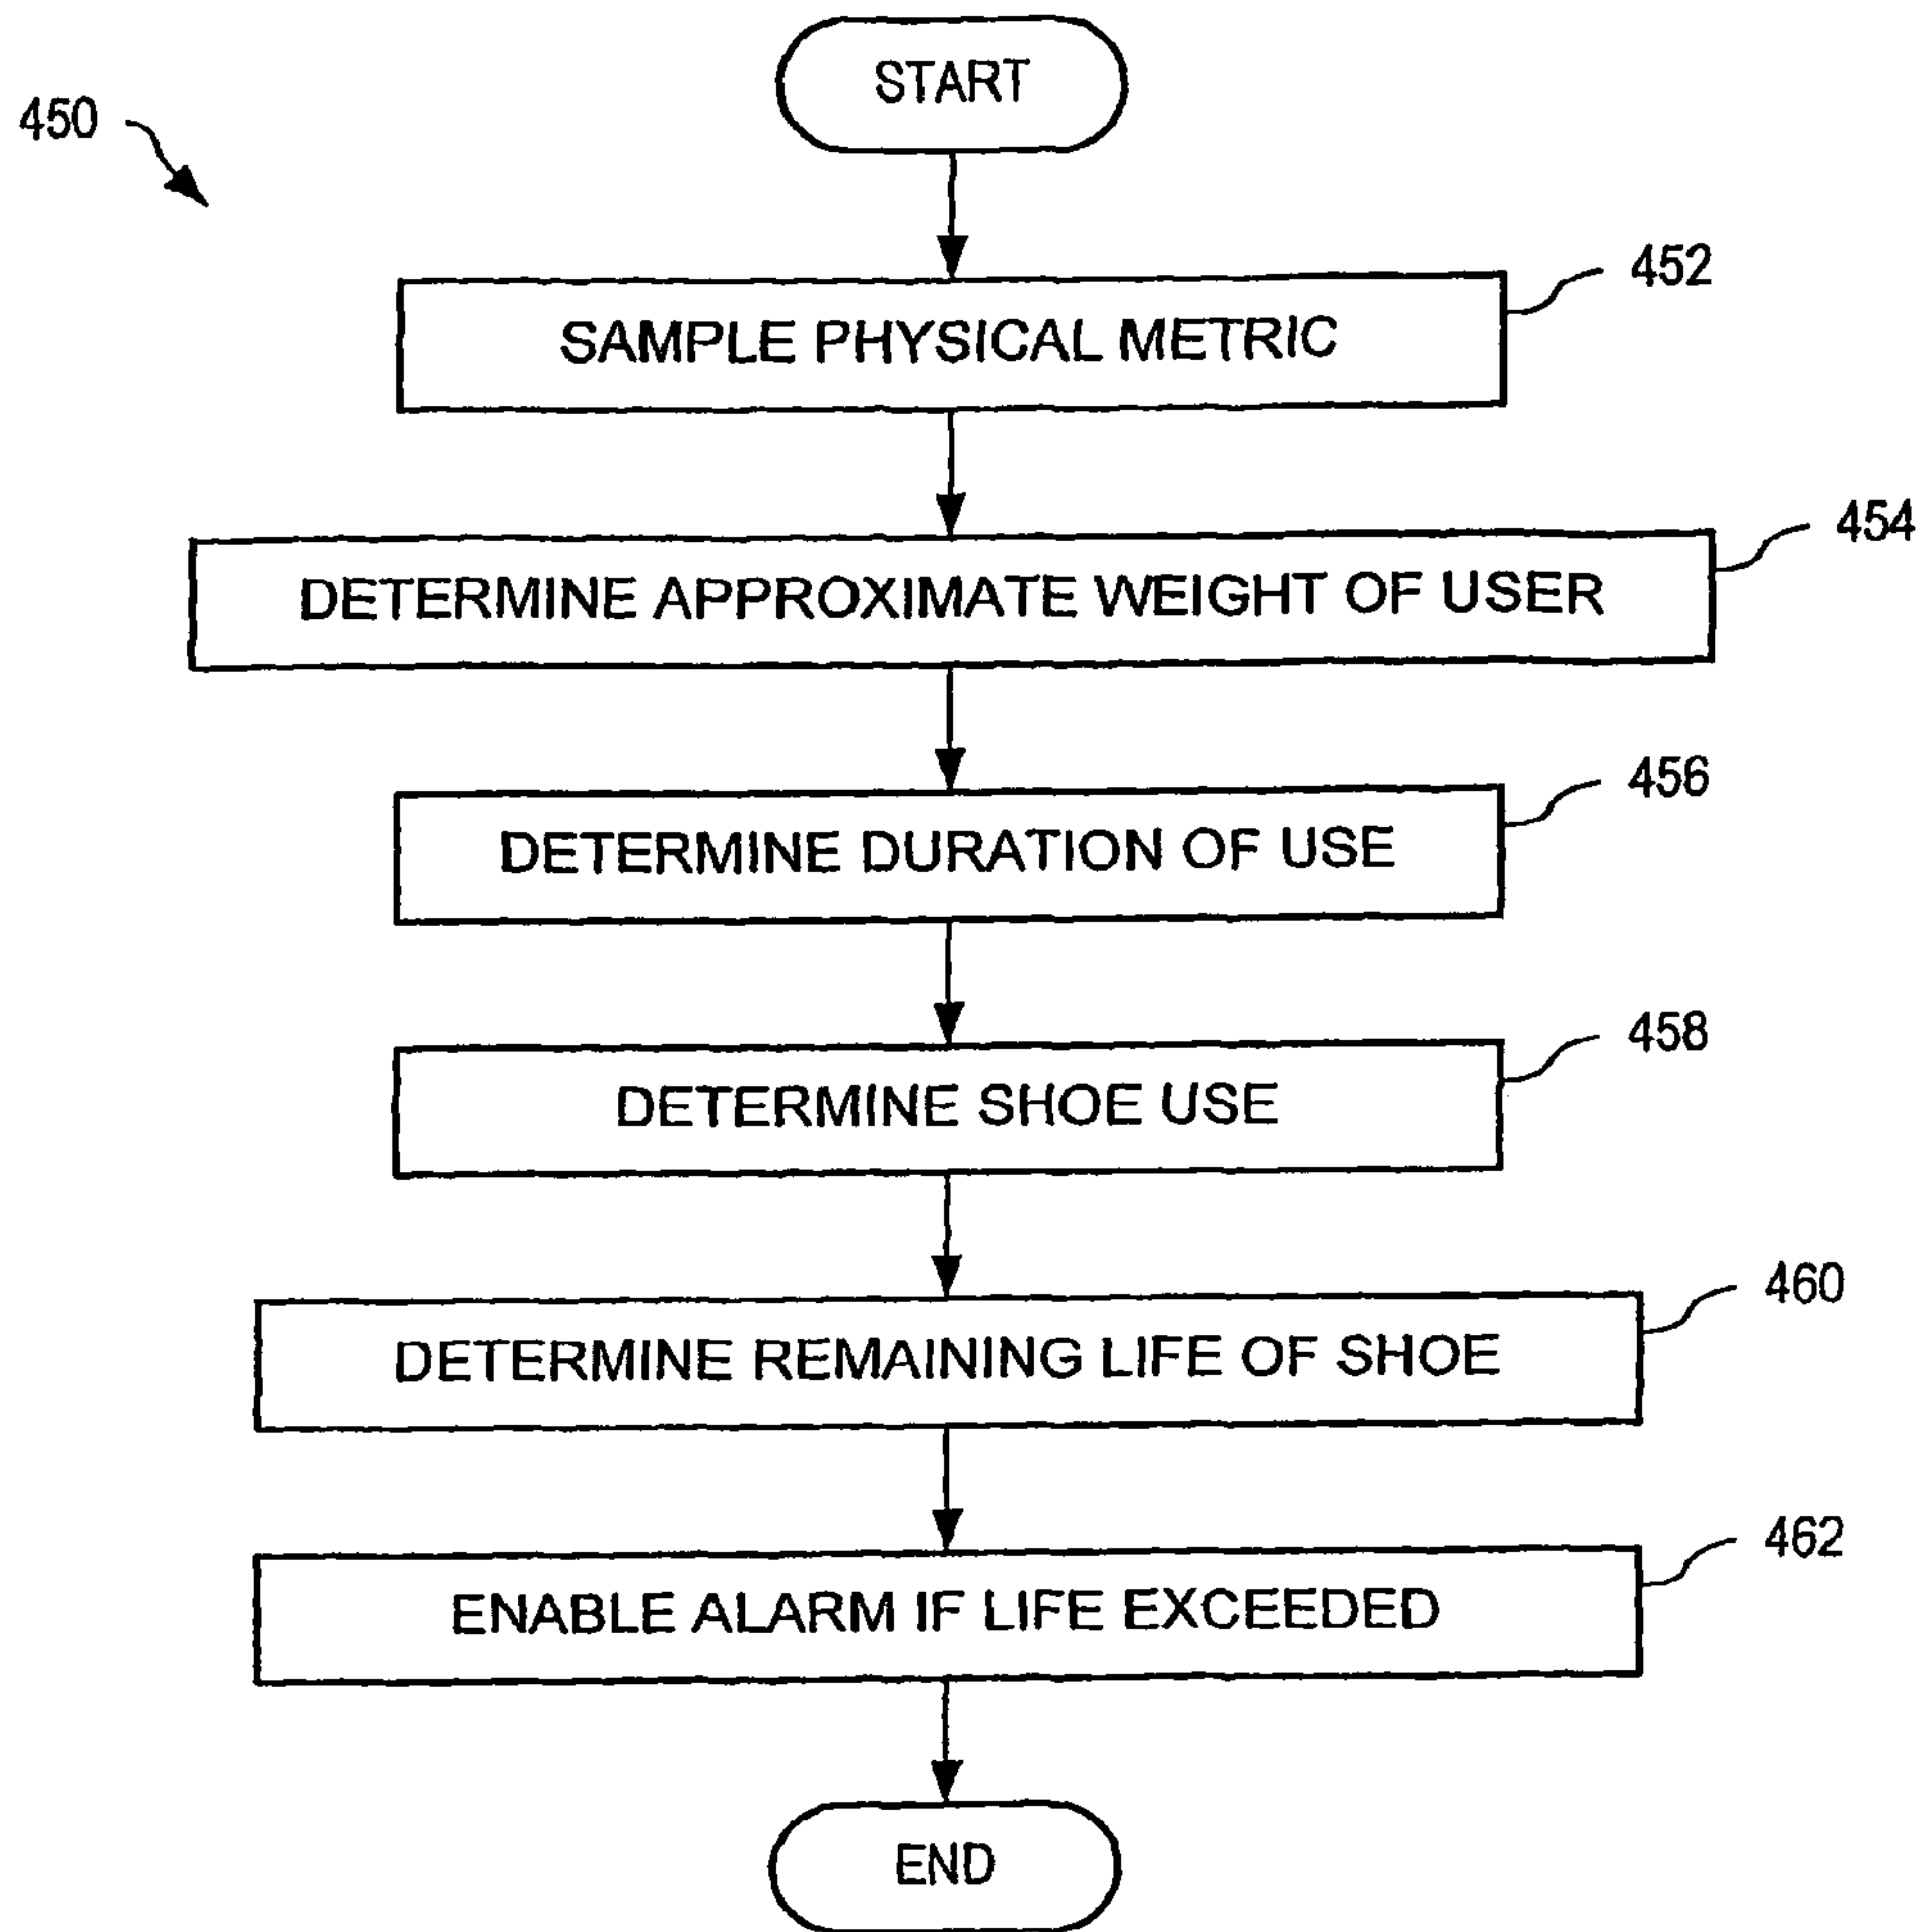 START
450
452
SAMPLE PHYSICAL METRIC
454
DETERMINE APPROXIMATE WEIGHT OF USER
456
DETERMINE DURATION OF USE
458
DETERMINE SHOE USE
460
DETERMINE REMAINING LIFE OF SHOE
462
ENABLE ALARM IF LIFE EXCEEDED
END